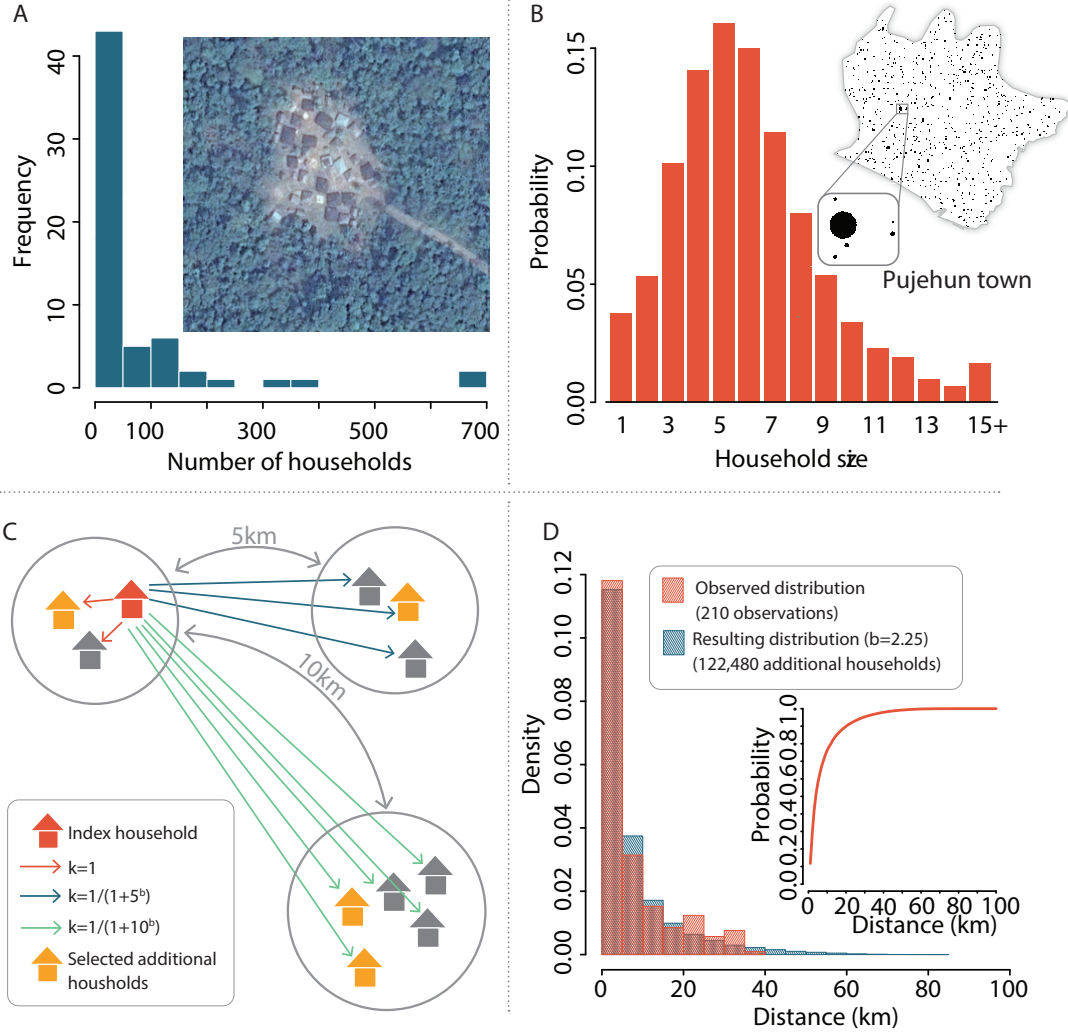 A
40
30
20
10
0
Frequency
0
100
300
500
700
Number of households
B
0.15
0.10
0.05
0.00
Probability
1
3
5
7
9
11
13
15+
Household size
Pujehun town
C
5km
10km
Index household
k=1
k=1/(1+5ᵇ)
k=1/(1+10ᵇ)
Selected additional
housholds
D
0.12
0.10
0.08
0.06
0.04
0.02
0.00
Density
0
20
40
60
80
100
Distance (km)
Observed distribution
(210 observations)
Resulting distribution (b=2.25)
(122,480 additional households)
1.0
0.8
0.6
0.4
0.2
0.0
Probability
0
20
40
60
80
100
Distance (km)